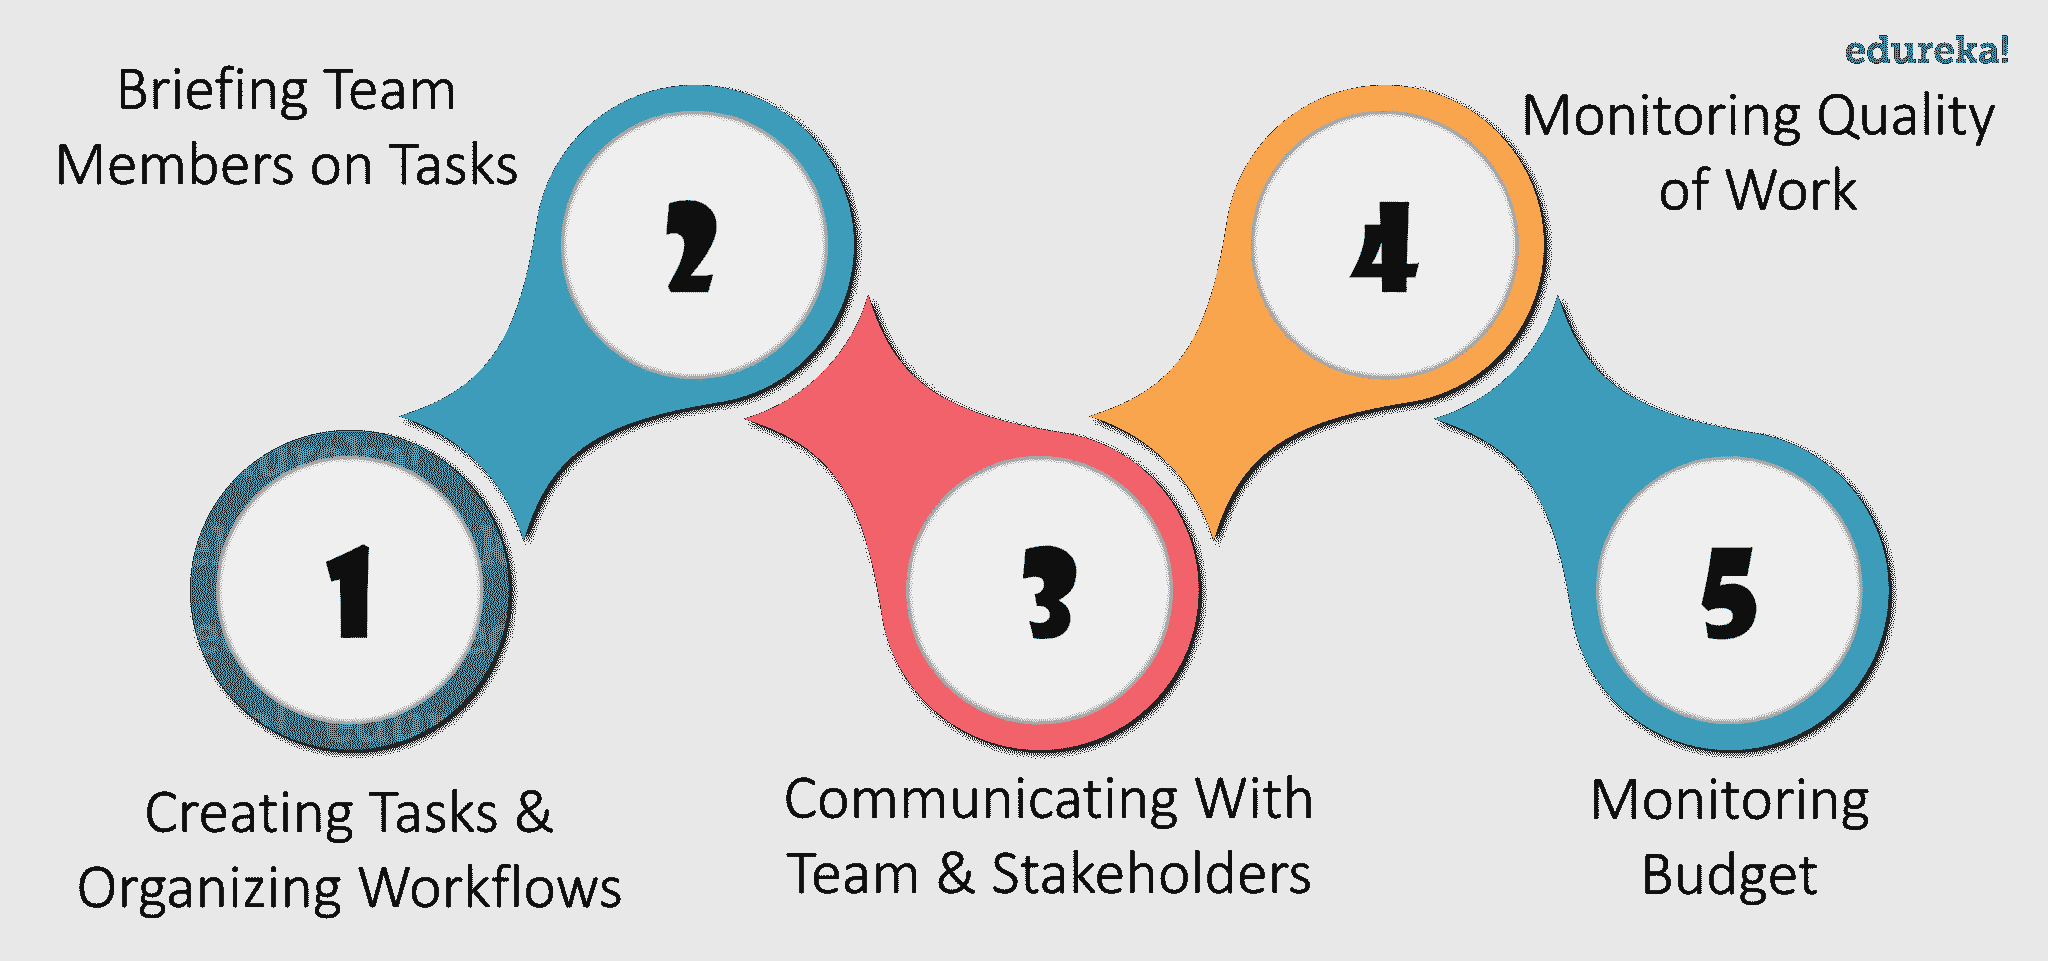 edureka!
1
Creating Tasks &
Organizing Workflows
2
Briefing Team
Members on Tasks
3
Communicating With
Team & Stakeholders
4
Monitoring Quality
of Work
5
Monitoring
Budget